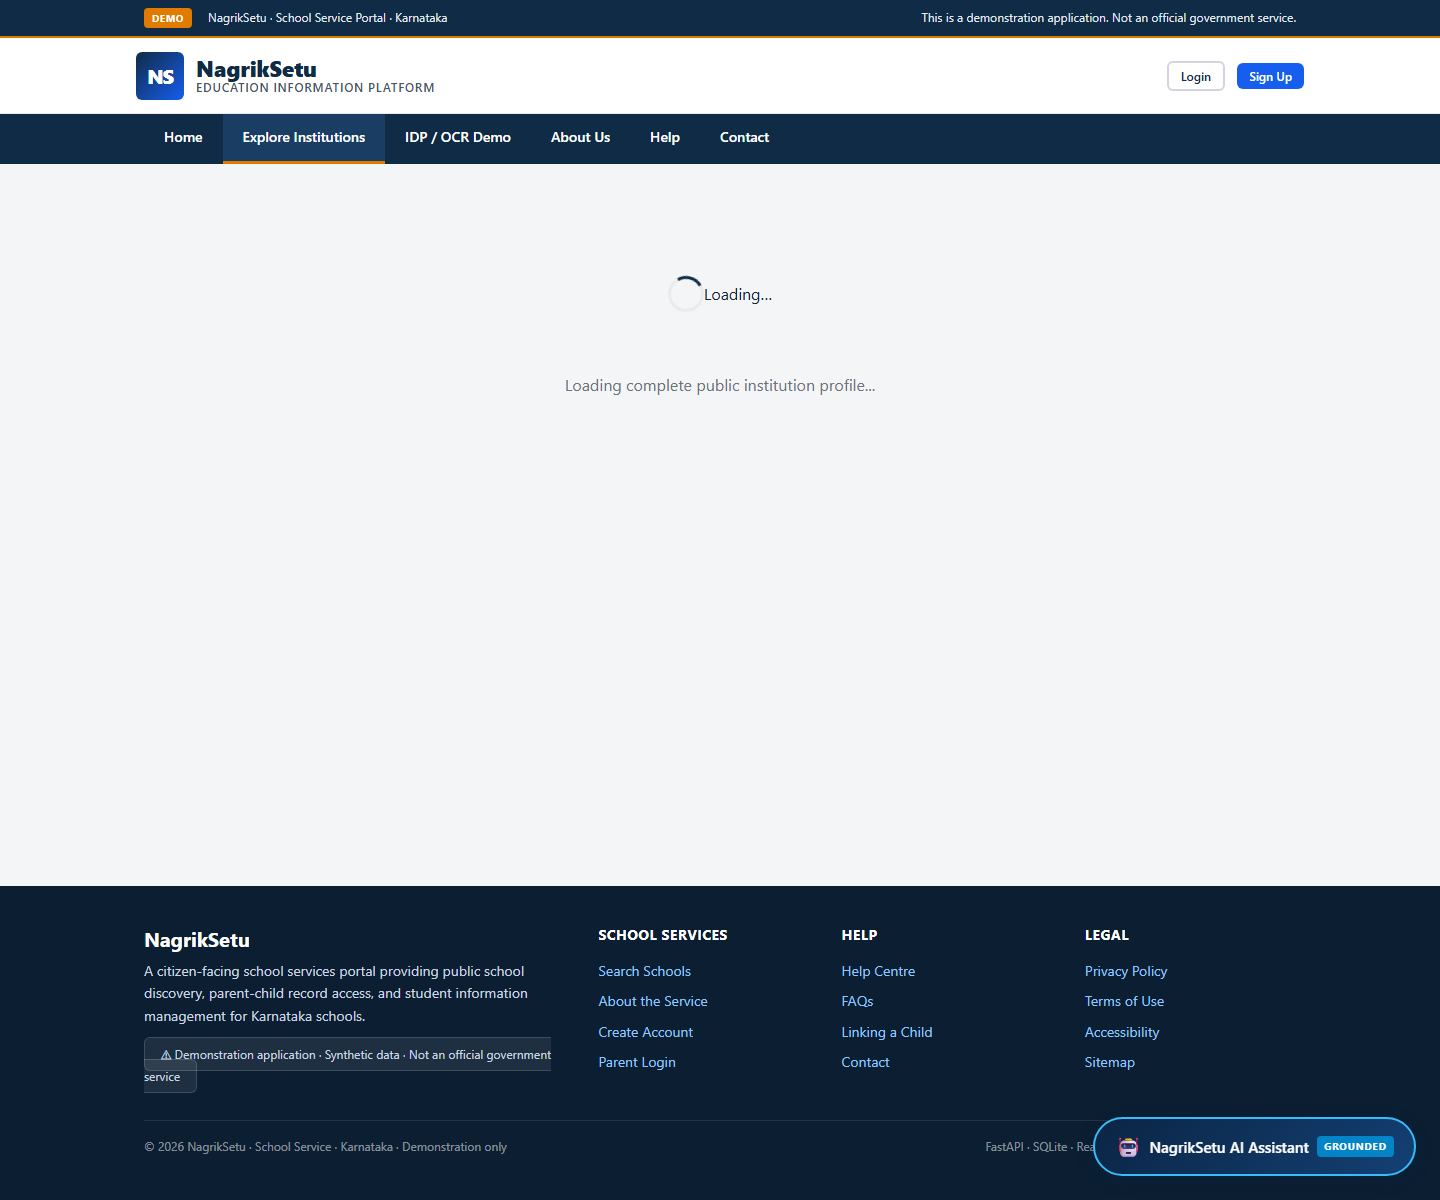 DEMO
NagrikSetu · School Service Portal · Karnataka
This is a demonstration application. Not an official government service.
NS
NagrikSetu
EDUCATION INFORMATION PLATFORM
Login
Sign Up
Home
Explore Institutions
IDP / OCR Demo
About Us
Help
Contact
Loading...
Loading complete public institution profile...
NagrikSetu
A citizen-facing school services portal providing public school
discovery, parent-child record access, and student information
management for Karnataka schools.
⚠ Demonstration application · Synthetic data · Not an official government
service
SCHOOL SERVICES
Search Schools
About the Service
Create Account
Parent Login
HELP
Help Centre
FAQs
Linking a Child
Contact
LEGAL
Privacy Policy
Terms of Use
Accessibility
Sitemap
© 2026 NagrikSetu · School Service · Karnataka · Demonstration only
FastAPI · SQLite ·
NagrikSetu AI Assistant
GROUNDED